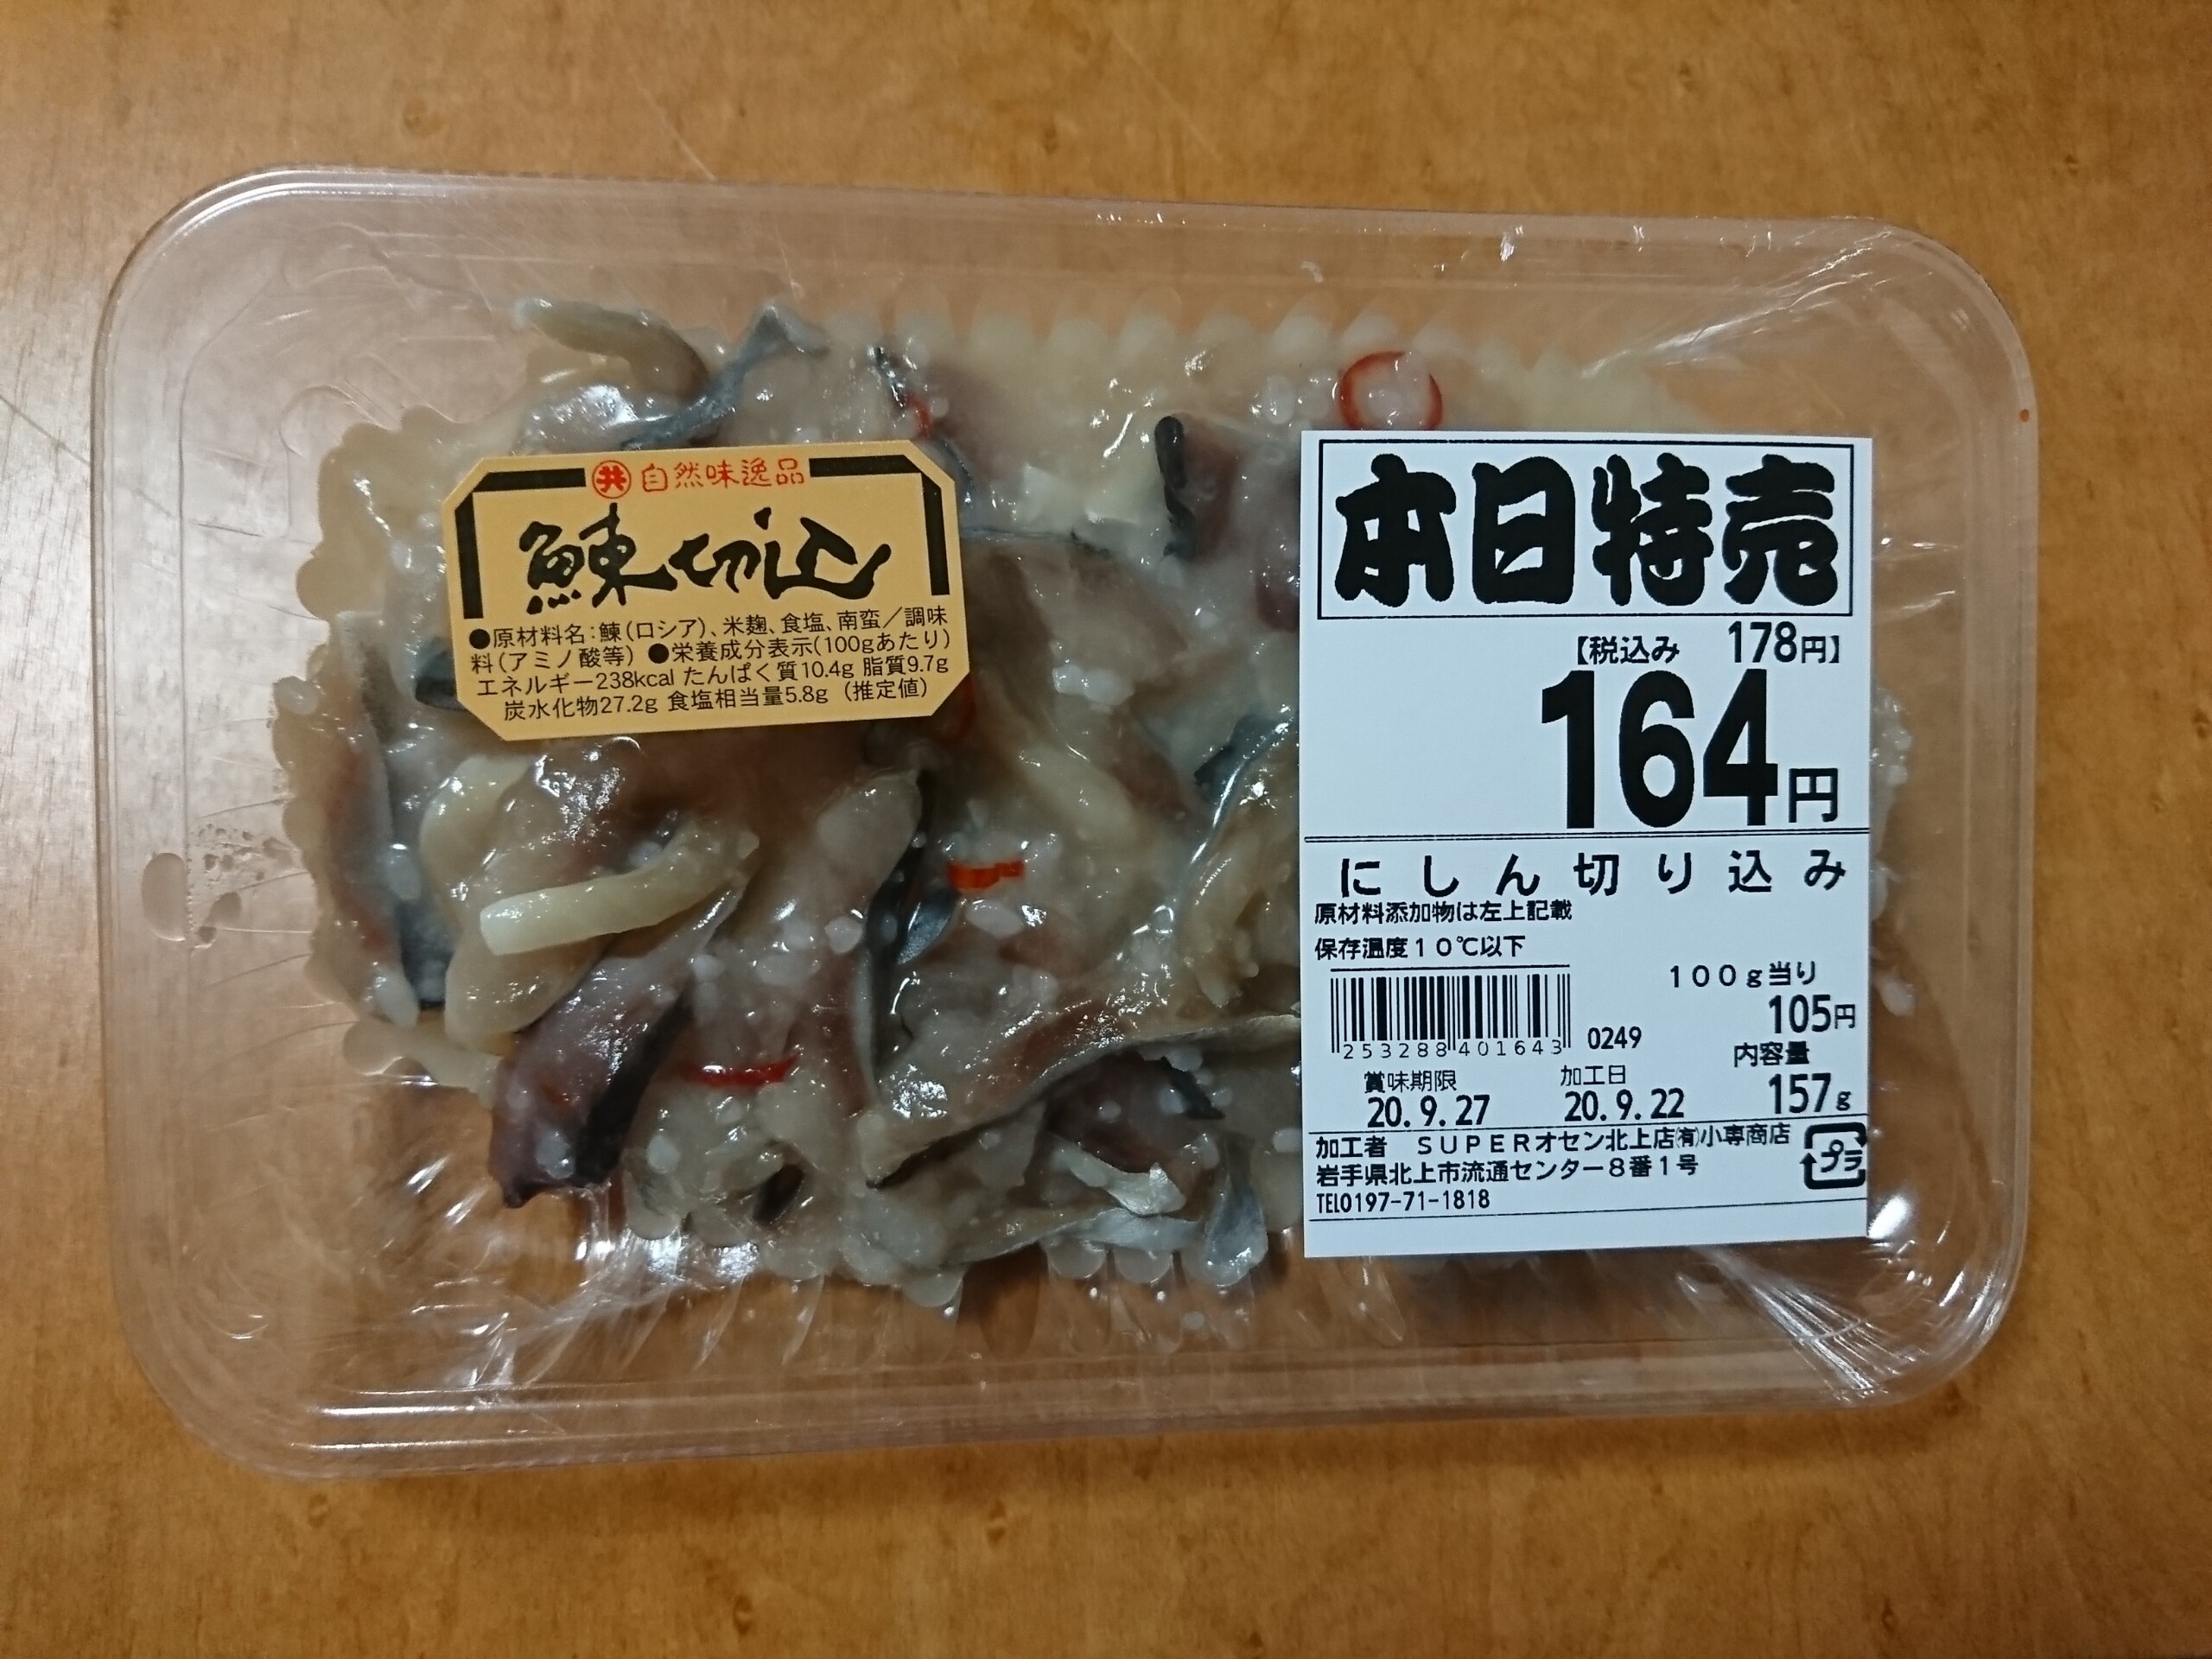 共 自然味逸品
鰊切込
●原材料名:鰊(ロシア)、米麹、食塩、南蛮／調味
料(アミノ酸等) ●栄養成分表示(100gあたり)
エネルギー238kcal たんぱく質10.4g 脂質9.7g
炭水化物27.2g 食塩相当量5.8g (推定値)
本日特売
【税込み 178円】
164円
にしん切り込み
原材料添加物は左上記載
保存温度10℃以下
100g当り
105円
253288401643 0249
内容量
157g
賞味期限 加工日
20.9.27 20.9.22
加工者 SUPERオセン北上店㈲小専商店
岩手県北上市流通センター8番1号
TEL0197-71-1818
プラ